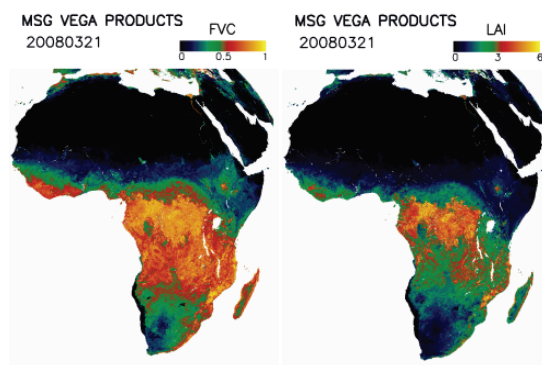 MSG VEGA PRODUCTS
20080321
FVC
0 0.5 1
MSG VEGA PRODUCTS
20080321
LAI
0 3 6